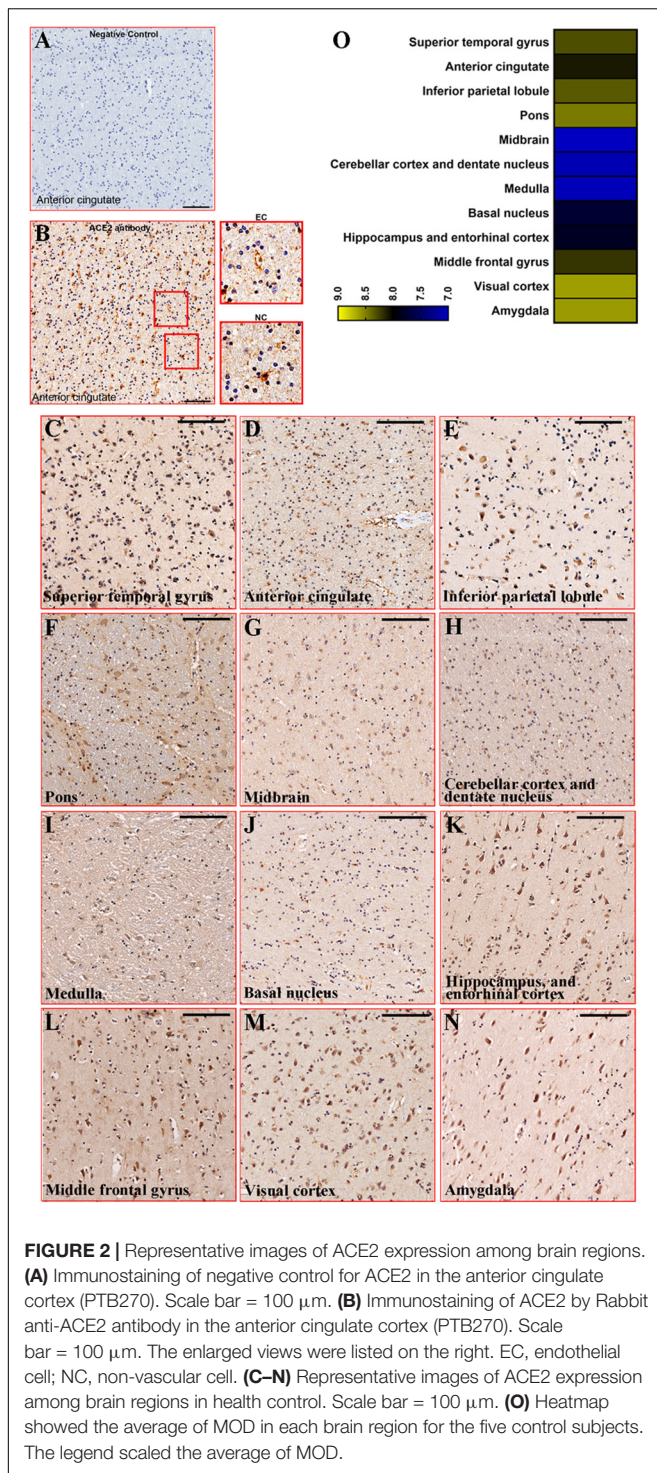 A
Negative Control
Anterior cingutate
B
ACE2 antibody
Anterior cingutate
EC
NC
O
Superior temporal gyrus
Anterior cingutate
Inferior parietal lobule
Pons
Midbrain
Cerebellar cortex and dentate nucleus
Medulla
Basal nucleus
Hippocampus and entorhinal cortex
Middle frontal gyrus
Visual cortex
Amygdala
9.0
8.5
8.0
7.5
7.0
C
Superior temporal gyrus
D
Anterior cingulate
E
Inferior parietal lobule
F
Pons
G
Midbrain
H
Cerebellar cortex and
dentate nucleus
I
Medulla
J
Basal nucleus
K
Hippocampus, and
entorhinal cortex
L
Middle frontal gyrus
M
Visual cortex
N
Amygdala
FIGURE 2 | Representative images of ACE2 expression among brain regions.
(A) Immunostaining of negative control for ACE2 in the anterior cingulate
cortex (PTB270). Scale bar = 100 μm. (B) Immunostaining of ACE2 by Rabbit
anti-ACE2 antibody in the anterior cingulate cortex (PTB270). Scale
bar = 100 μm. The enlarged views were listed on the right. EC, endothelial
cell; NC, non-vascular cell. (C–N) Representative images of ACE2 expression
among brain regions in health control. Scale bar = 100 μm. (O) Heatmap
showed the average of MOD in each brain region for the five control subjects.
The legend scaled the average of MOD.